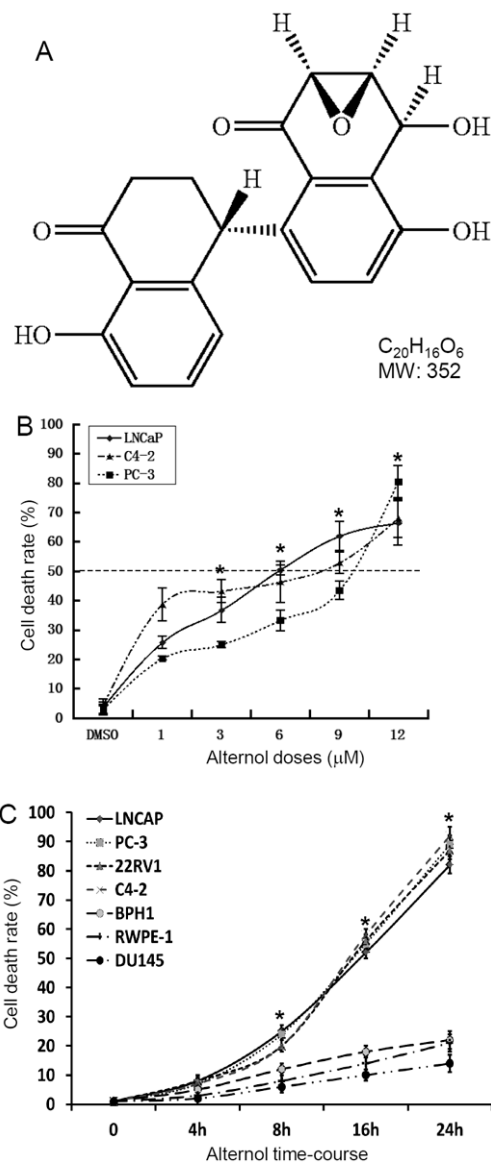 A
H
H
H
O
O
OH
H
O
OH
HO
C20H16O6
MW: 352
B
LNCaP
C4-2
PC-3
Cell death rate (%)
100
90
80
70
60
50
40
30
20
10
0
DMSO 1 3 6 9 12
Alternol doses (μM)
* * * *
C
LNCAP
PC-3
22RV1
C4-2
BPH1
RWPE-1
DU145
Cell death rate (%)
100
90
80
70
60
50
40
30
20
10
0
0 4h 8h 16h 24h
Alternol time-course
* * *